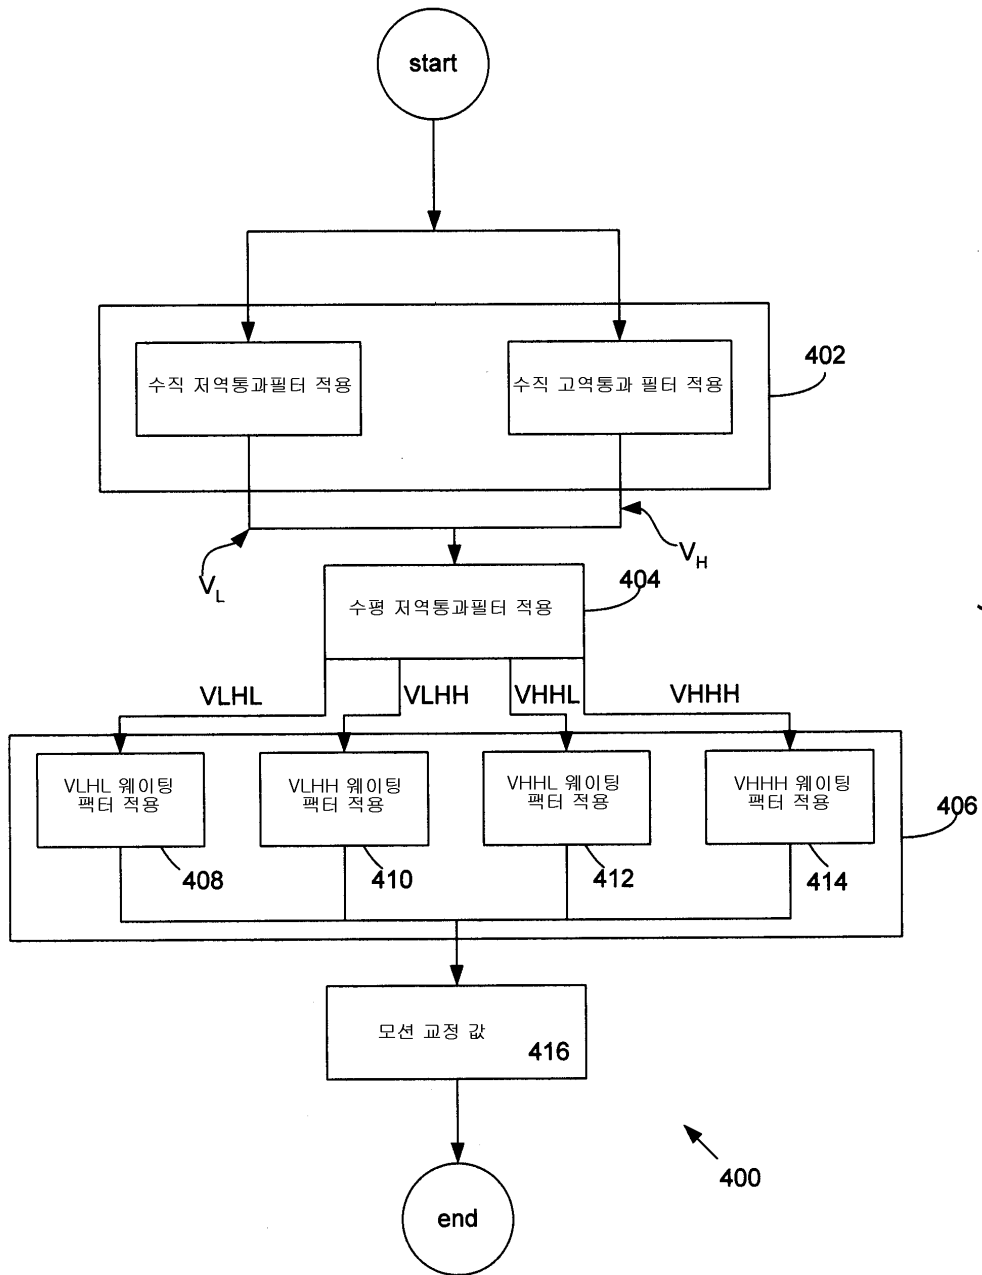 start
402
수직 저역통과필터 적용
수직 고역통과 필터 적용
VL
VH
404
수평 저역통과필터 적용
VLHL
VLHH
VHHL
VHHH
VLHL 웨이팅
팩터 적용
VLHH 웨이팅
팩터 적용
VHHL 웨이팅
팩터 적용
VHHH 웨이팅
팩터 적용
406
408
410
412
414
모션 교정 값
416
400
end